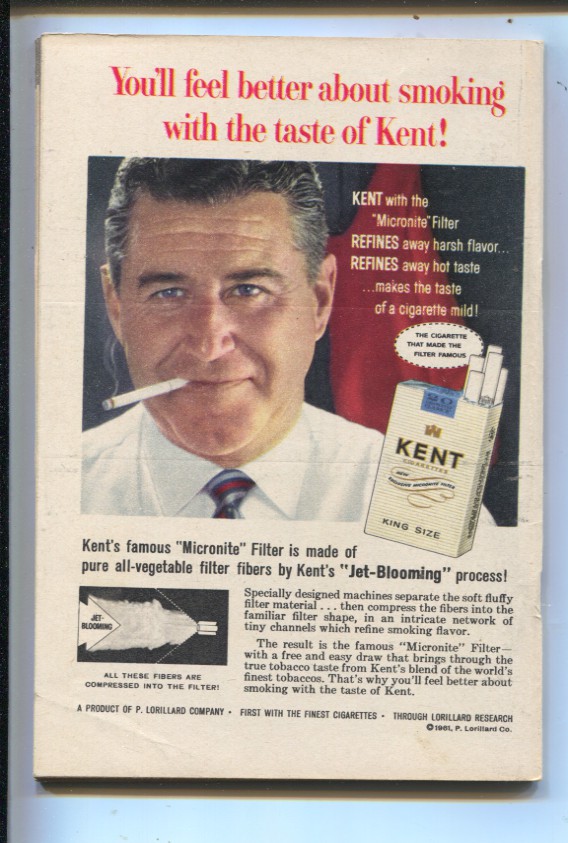 You'll feel better about smoking
with the taste of Kent!
KENT with the
"Micronite" Filter
REFINES away harsh flavor...
REFINES away hot taste
...makes the taste
of a cigarette mild!
THE CIGARETTE
THAT MADE THE
FILTER FAMOUS
20
KENT
CIGARETTES
NEW
MICRONITE FILTER
KING SIZE
Kent's famous "Micronite" Filter is made of
pure all-vegetable filter fibers by Kent's "Jet-Blooming" process!
JET-
BLOOMING
ALL THESE FIBERS ARE
COMPRESSED INTO THE FILTER!
Specially designed machines separate the soft fluffy
filter material . . . then compress the fibers into the
familiar filter shape, in an intricate network of
tiny channels which refine smoking flavor.
The result is the famous "Micronite" Filter—
with a free and easy draw that brings through the
true tobacco taste from Kent's blend of the world's
finest tobaccos. That's why you'll feel better about
smoking with the taste of Kent.
A PRODUCT OF P. LORILLARD COMPANY • FIRST WITH THE FINEST CIGARETTES • THROUGH LORILLARD RESEARCH
©1961, P. Lorillard Co.